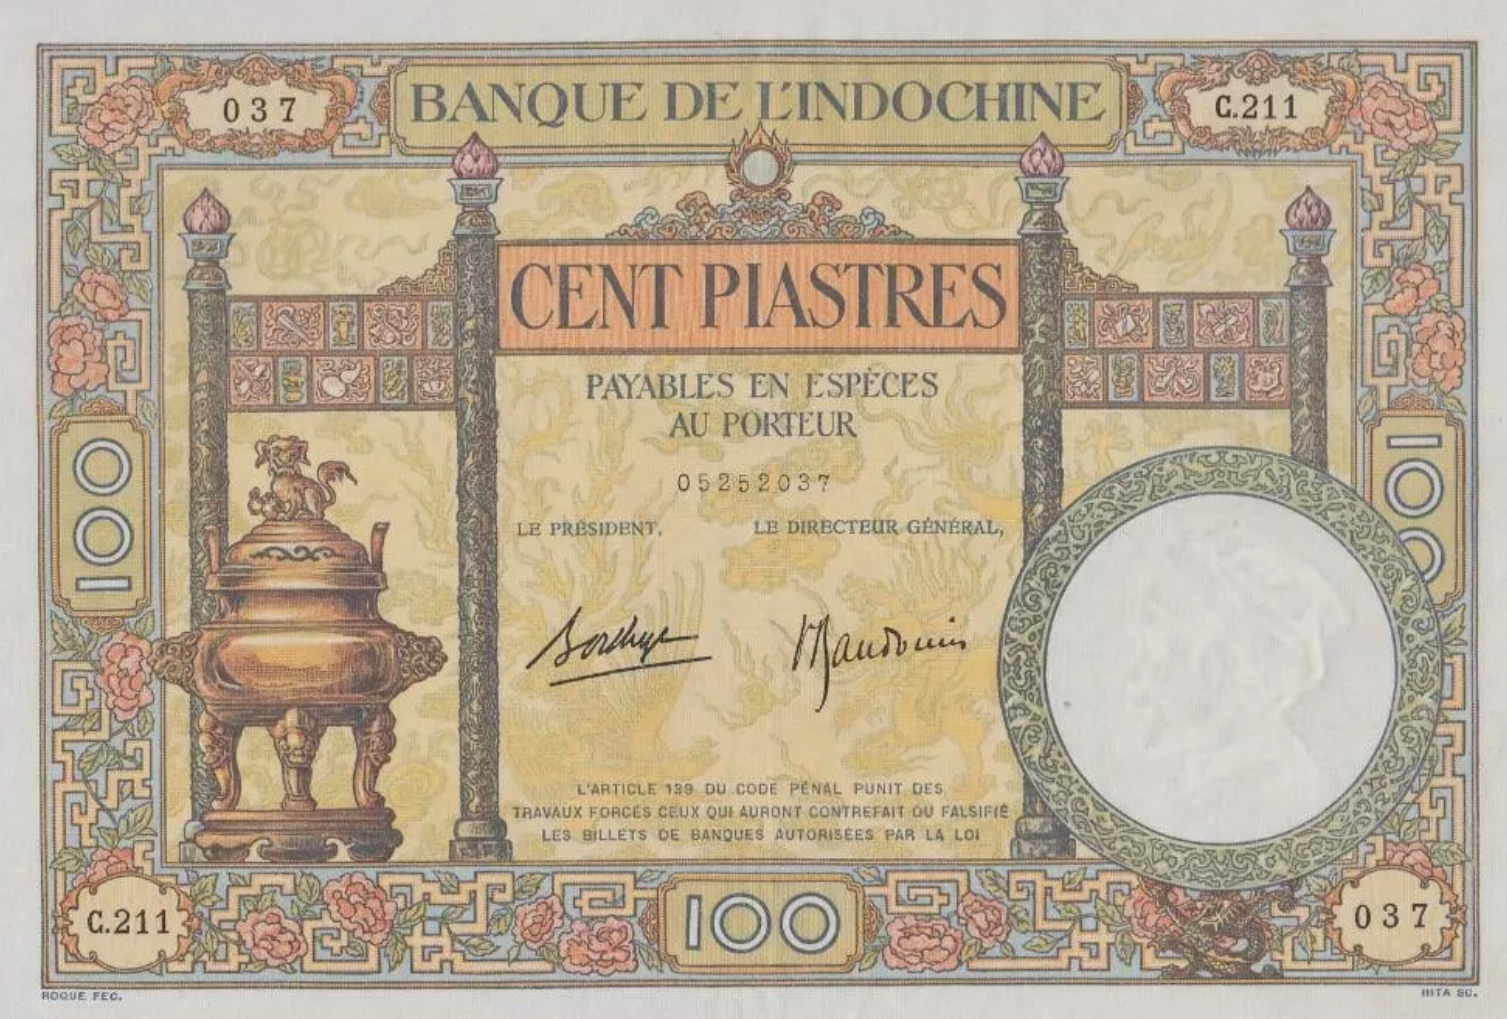 BANQUE DE L'INDOCHINE
037
C.211
CENT PIASTRES
PAYABLES EN ESPÈCES
AU PORTEUR
05252037
LE PRÉSIDENT,
LE DIRECTEUR GÉNÉRAL,
100
100
L'ARTICLE 139 DU CODE PÉNAL PUNIT DES
TRAVAUX FORCÉS CEUX QUI AURONT CONTREFAIT OU FALSIFIÉ
LES BILLETS DE BANQUES AUTORISÉES PAR LA LOI
C.211
100
037
ROQUE FEC.
RITA SC.